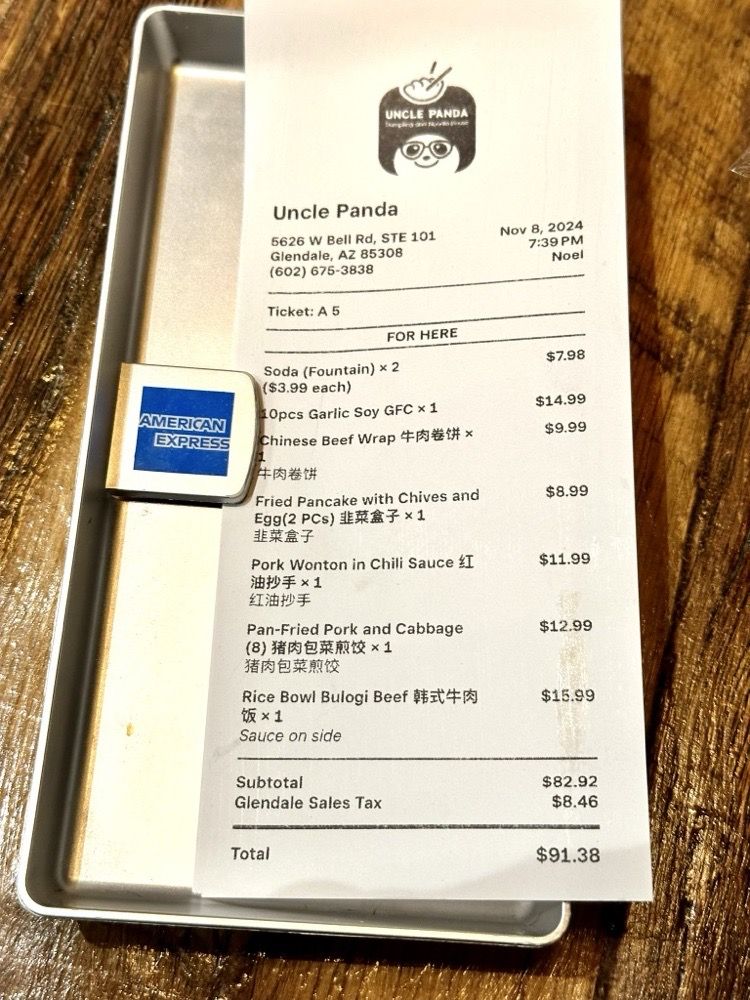 UNCLE PANDA
Dumpling and Noodle House
Uncle Panda
5626 W Bell Rd, STE 101
Glendale, AZ 85308
(602) 675-3838
Nov 8, 2024
7:39 PM
Noel
Ticket: A 5
FOR HERE
Soda (Fountain) × 2 $7.98
($3.99 each)
10pcs Garlic Soy GFC × 1 $14.99
Chinese Beef Wrap 牛肉卷饼 × $9.99
1
牛肉卷饼
Fried Pancake with Chives and $8.99
Egg(2 PCs) 韭菜盒子 × 1
韭菜盒子
Pork Wonton in Chili Sauce 红 $11.99
油抄手 × 1
红油抄手
Pan-Fried Pork and Cabbage $12.99
(8) 猪肉包菜煎饺 × 1
猪肉包菜煎饺
Rice Bowl Bulogi Beef 韩式牛肉 $15.99
饭 × 1
Sauce on side
Subtotal $82.92
Glendale Sales Tax $8.46
Total $91.38
AMERICAN
EXPRESS